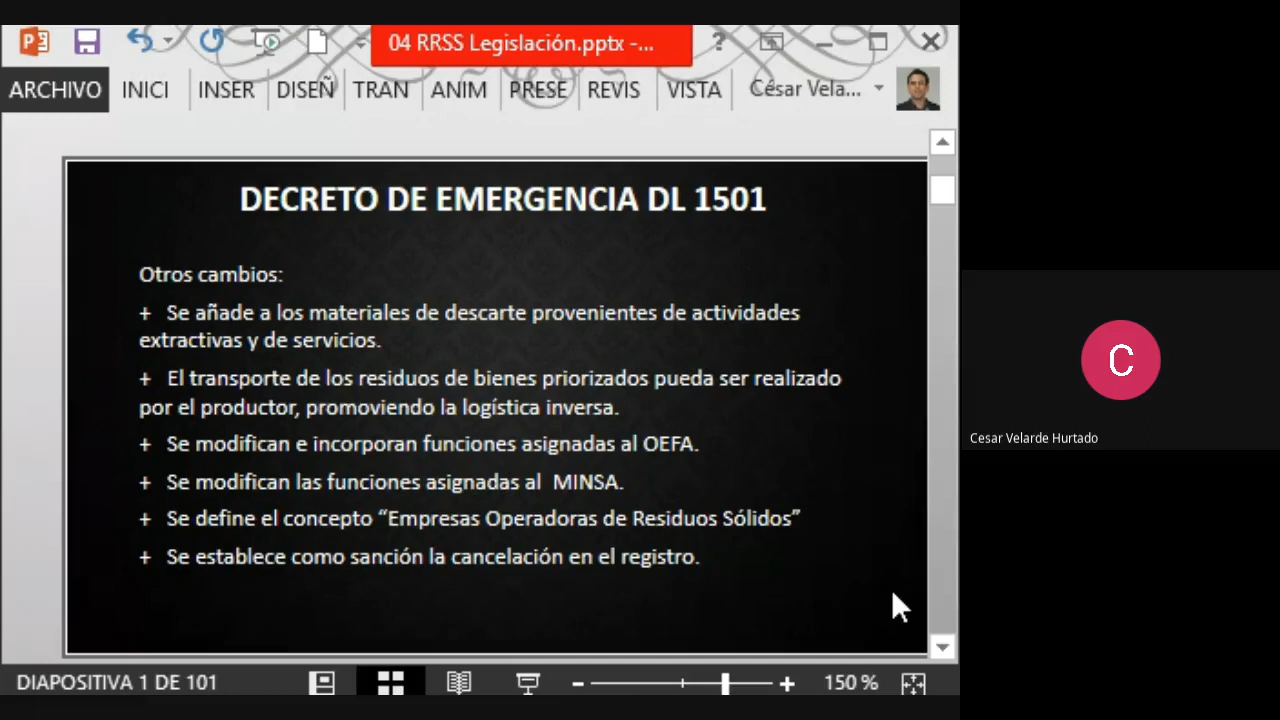 04 RRSS Legislación.pptx -...
?
ARCHIVO INICI INSER DISEÑ TRAN ANIM PRESE REVIS VISTA César Vela...
DECRETO DE EMERGENCIA DL 1501
Otros cambios:
+ Se añade a los materiales de descarte provenientes de actividades
extractivas y de servicios.
+ El transporte de los residuos de bienes priorizados pueda ser realizado
por el productor, promoviendo la logística inversa.
+ Se modifican e incorporan funciones asignadas al OEFA.
+ Se modifican las funciones asignadas al MINSA.
+ Se define el concepto “Empresas Operadoras de Residuos Sólidos”
+ Se establece como sanción la cancelación en el registro.
DIAPOSITIVA 1 DE 101
150 %
C
Cesar Velarde Hurtado